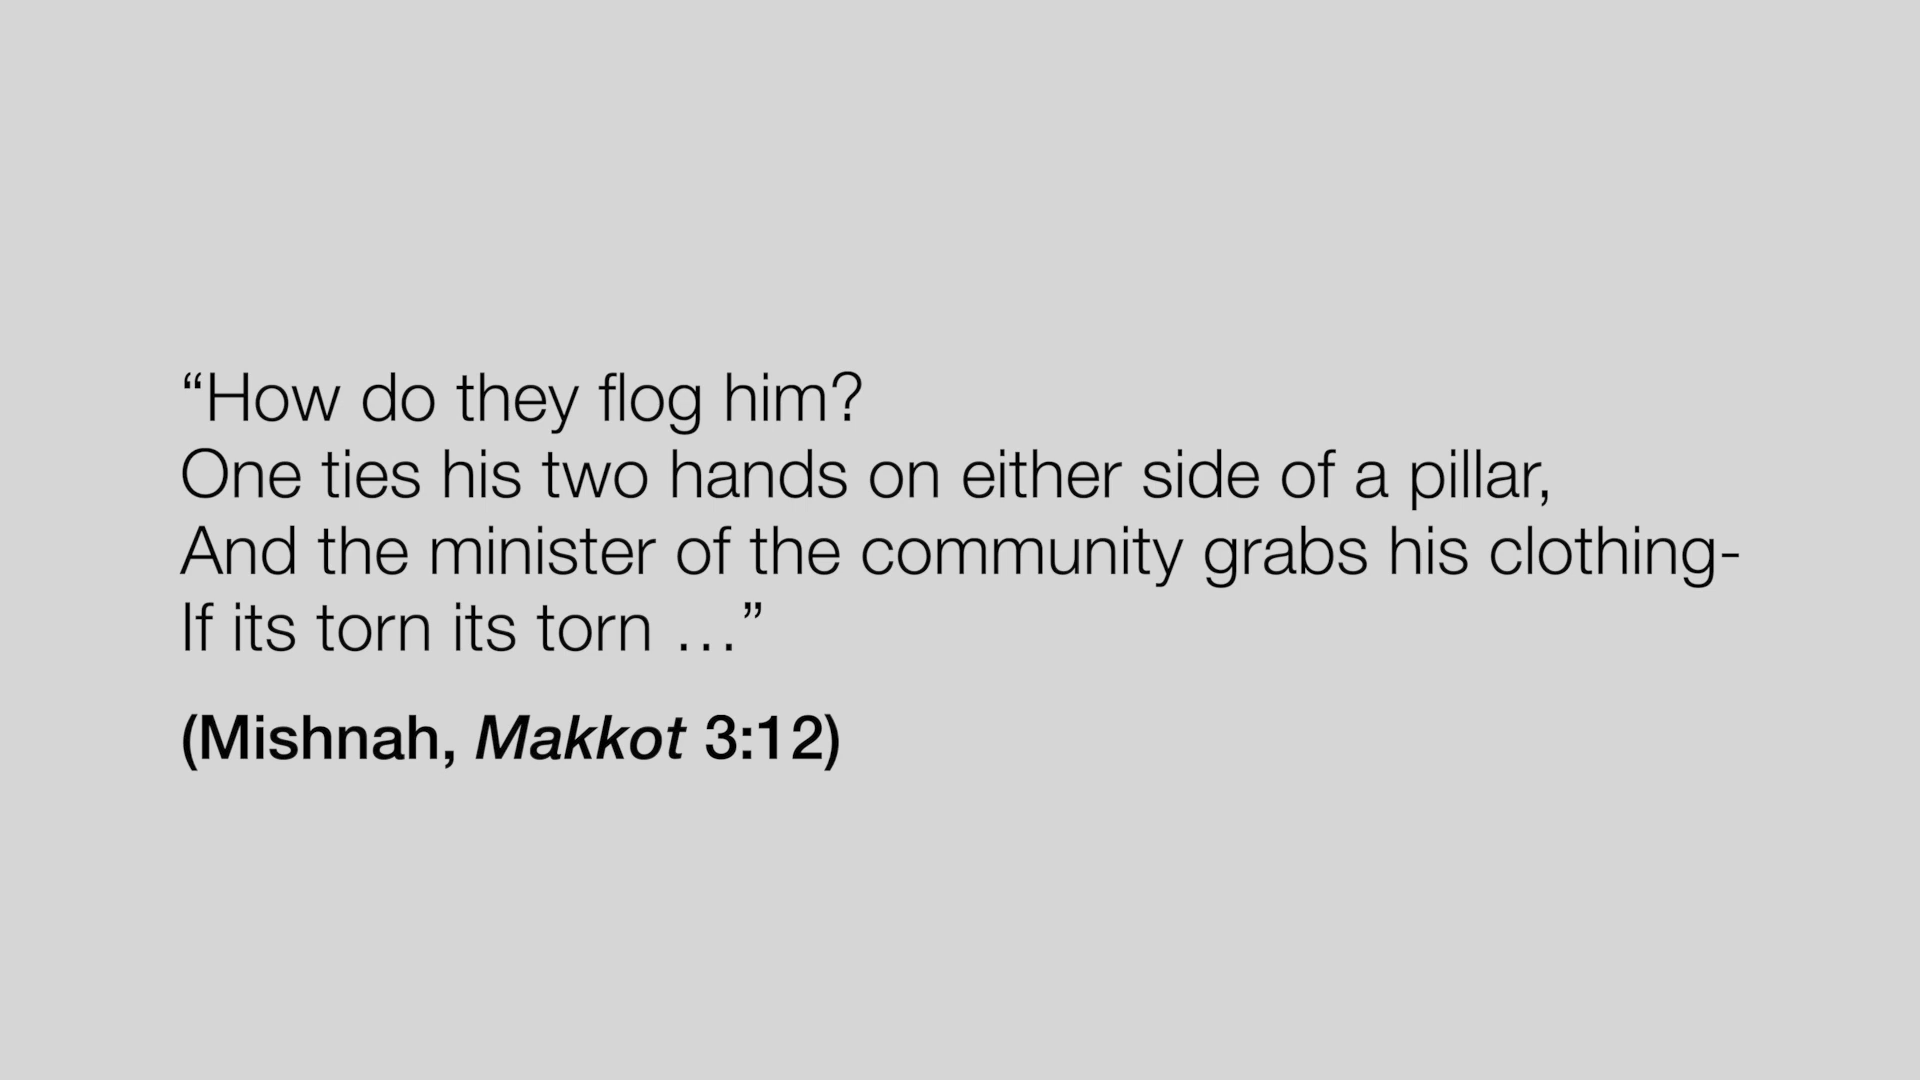 “How do they flog him?
One ties his two hands on either side of a pillar,
And the minister of the community grabs his clothing-
If its torn its torn …”
(Mishnah, Makkot 3:12)